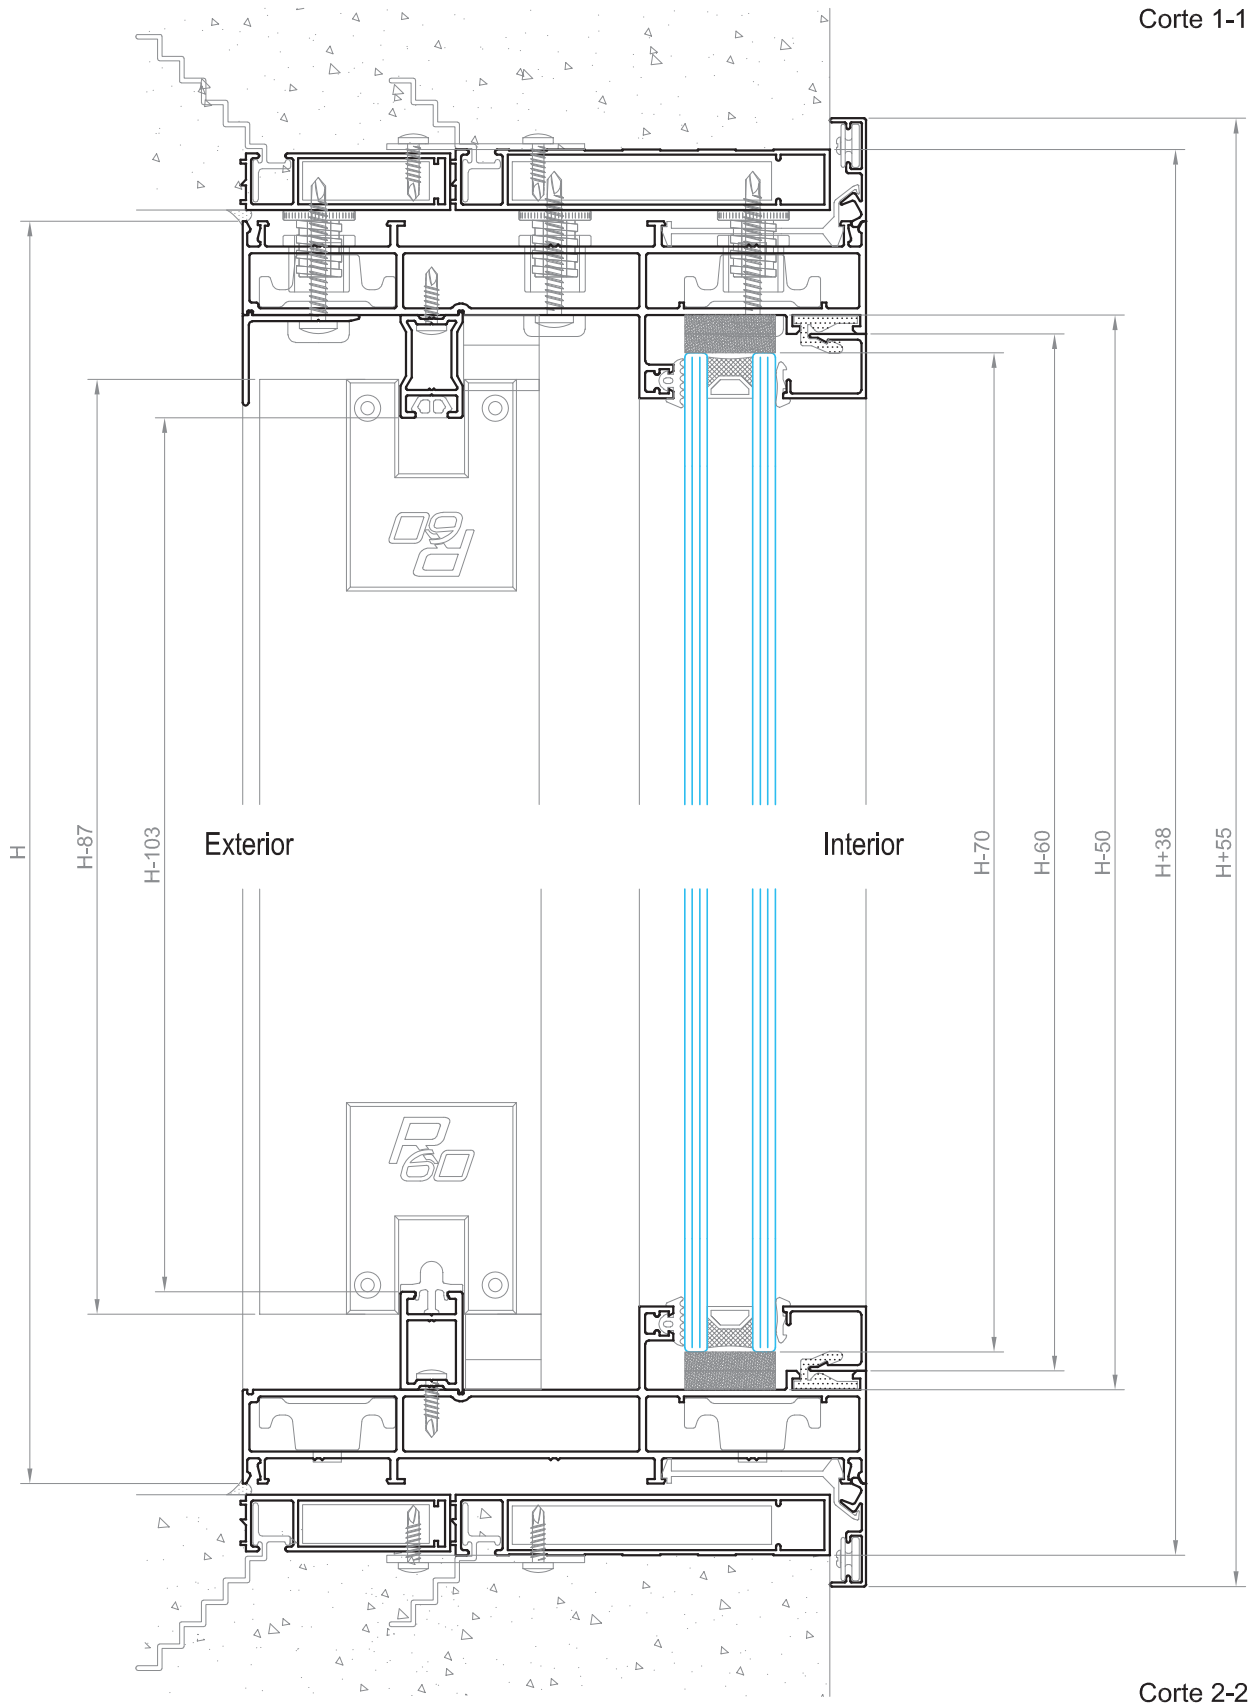 Corte 1-1
R60
H
H-87
H-103
Exterior
Interior
H-70
H-60
H-50
H+38
H+55
R60
Corte 2-2